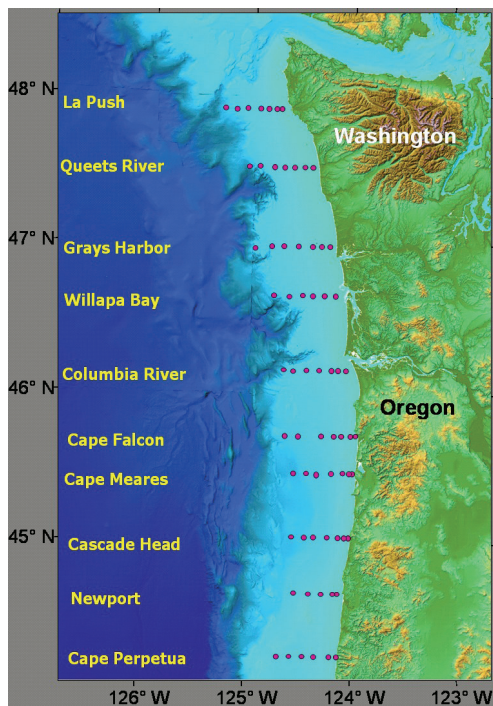 48° N
La Push
Washington
Queets River
47° N
Grays Harbor
Willapa Bay
Columbia River
46° N
Oregon
Cape Falcon
Cape Meares
45° N
Cascade Head
Newport
Cape Perpetua
126° W 125° W 124° W 123° W